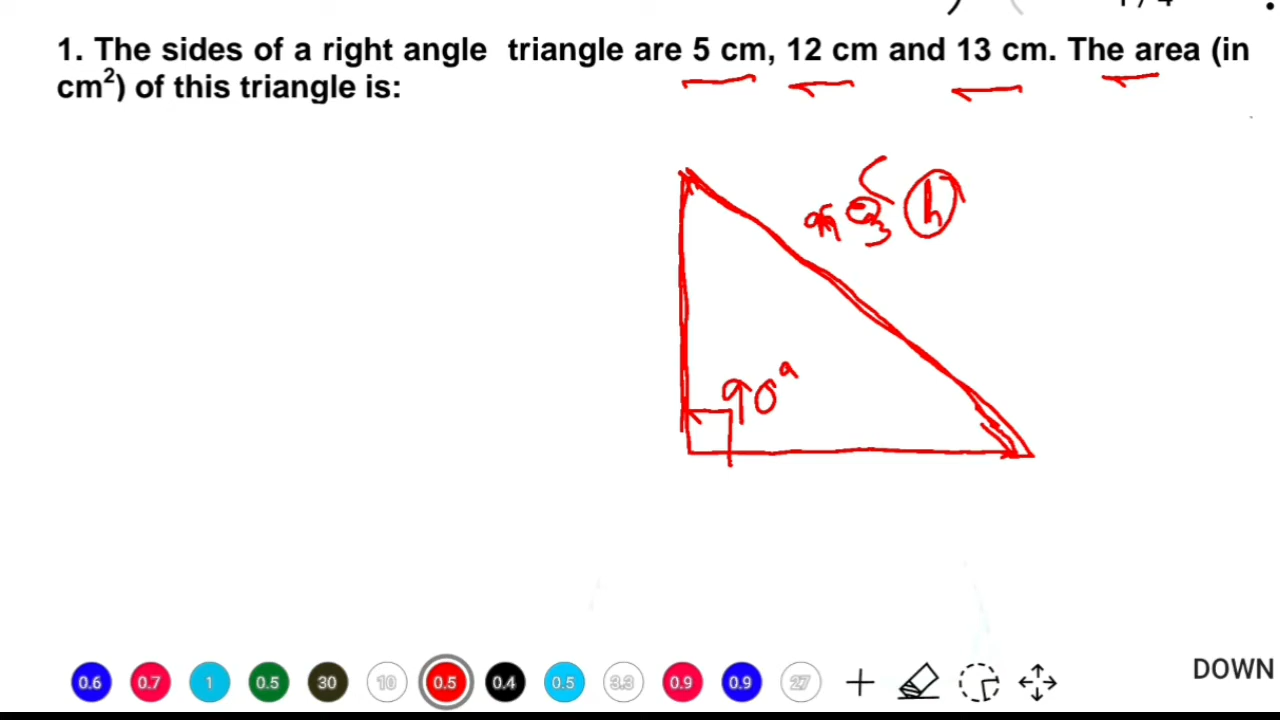 1. The sides of a right angle triangle are 5 cm, 12 cm and 13 cm. The area (in
cm²) of this triangle is:
h
90°
0.6 0.7 1 0.5 30 10 0.5 0.4 0.5 3.3 0.9 0.9 27
DOWN